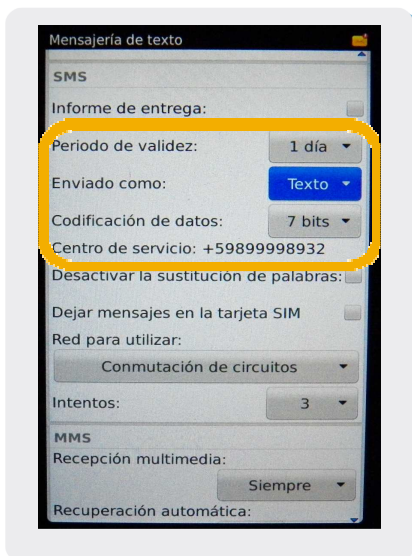 Mensajería de texto
SMS
Informe de entrega:
Periodo de validez: 1 día
Enviado como: Texto
Codificación de datos: 7 bits
Centro de servicio: +59899998932
Desactivar la sustitución de palabras:
Dejar mensajes en la tarjeta SIM
Red para utilizar:
Conmutación de circuitos
Intentos: 3
MMS
Recepción multimedia:
Siempre
Recuperación automática: